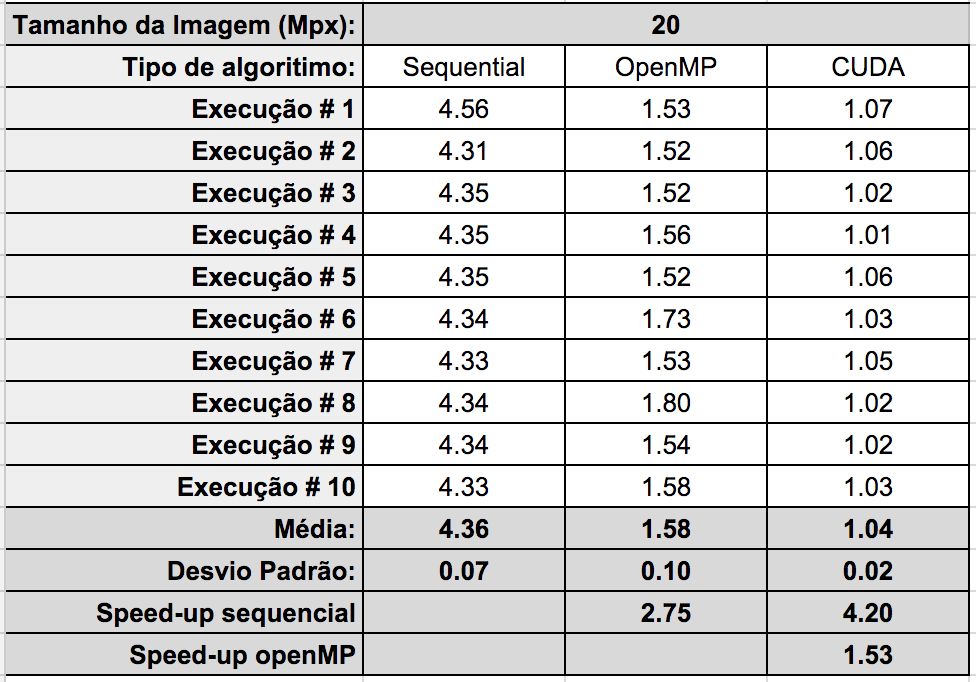 Tamanho da Imagem (Mpx): 20
Tipo de algoritimo: Sequential OpenMP CUDA
Execução # 1 4.56 1.53 1.07
Execução # 2 4.31 1.52 1.06
Execução # 3 4.35 1.52 1.02
Execução # 4 4.35 1.56 1.01
Execução # 5 4.35 1.52 1.06
Execução # 6 4.34 1.73 1.03
Execução # 7 4.33 1.53 1.05
Execução # 8 4.34 1.80 1.02
Execução # 9 4.34 1.54 1.02
Execução # 10 4.33 1.58 1.03
Média: 4.36 1.58 1.04
Desvio Padrão: 0.07 0.10 0.02
Speed-up sequencial 2.75 4.20
Speed-up openMP 1.53